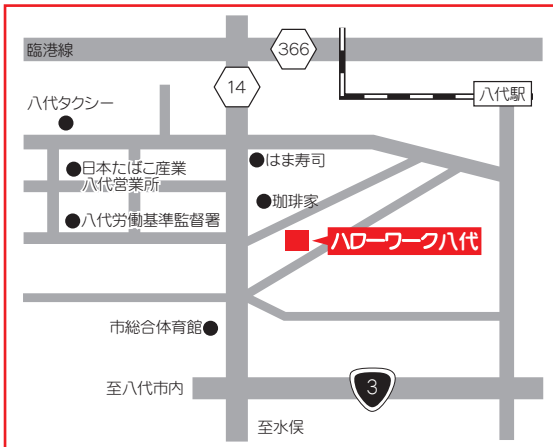 臨港線
366
14
八代駅
八代タクシー
はま寿司
日本たばこ産業
八代営業所
珈琲家
八代労働基準監督署
ハローワーク八代
市総合体育館
至八代市内
3
至水俣